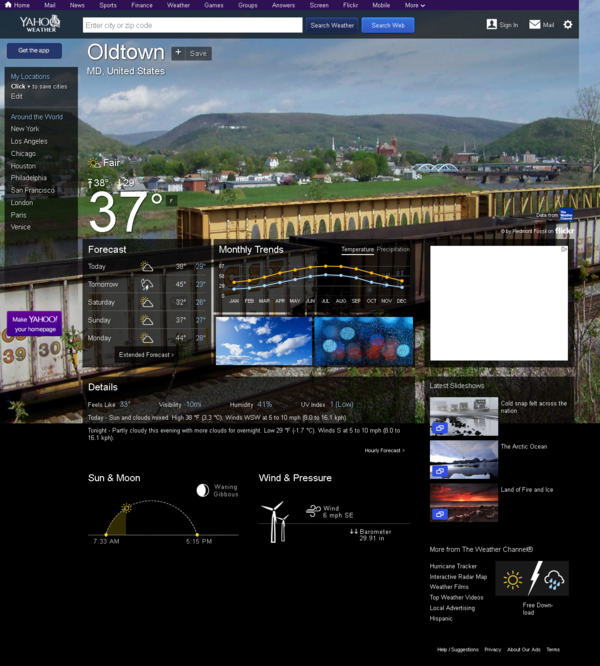 Home Mail News Sports Finance Weather Games Groups Answers Screen Flickr Mobile More
YAHOO! WEATHER
Enter city or zip code
Search Weather
Search Web
Sign In
Mail
Get the app
Oldtown
+ Save
MD, United States
My Locations
Click + to save cities
Edit
Around the World
New York
Los Angeles
Chicago
Houston
Philadelphia
San Francisco
London
Paris
Venice
Fair
38° 29°
37° F
Data from The Weather Channel
© by Piedmont Fossil on flickr
Forecast
Today 38° 29°
Tomorrow 45° 23°
Saturday 32° 26°
Sunday 37° 27°
Monday 44° 29°
Extended Forecast
Monthly Trends
Temperature Precipitation
87
JAN FEB MAR APR MAY JUN JUL AUG SEP OCT NOV DEC
Make YAHOO!
your homepage
39 30
Details
Feels Like 33° Visibility 10mi Humidity 41% UV Index 1 (Low)
Today - Sun and clouds mixed. High 38 °F (3.3 °C). Winds WSW at 5 to 10 mph (8.0 to 16.1 kph).
Tonight - Partly cloudy this evening with more clouds for overnight. Low 29 °F (-1.7 °C). Winds S at 5 to 10 mph (8.0 to
16.1 kph).
Hourly Forecast
Latest Slideshows
Cold snap felt across the
nation
The Arctic Ocean
Land of Fire and Ice
Sun & Moon
Waning
Gibbous
7:33 AM 5:15 PM
Wind & Pressure
Wind
6 mph SE
Barometer
29.91 in
More from The Weather Channel®
Hurricane Tracker
Interactive Radar Map
Weather Films
Top Weather Videos
Local Advertising
Hispanic
Free Down-
load
Help / Suggestions Privacy About Our Ads Terms